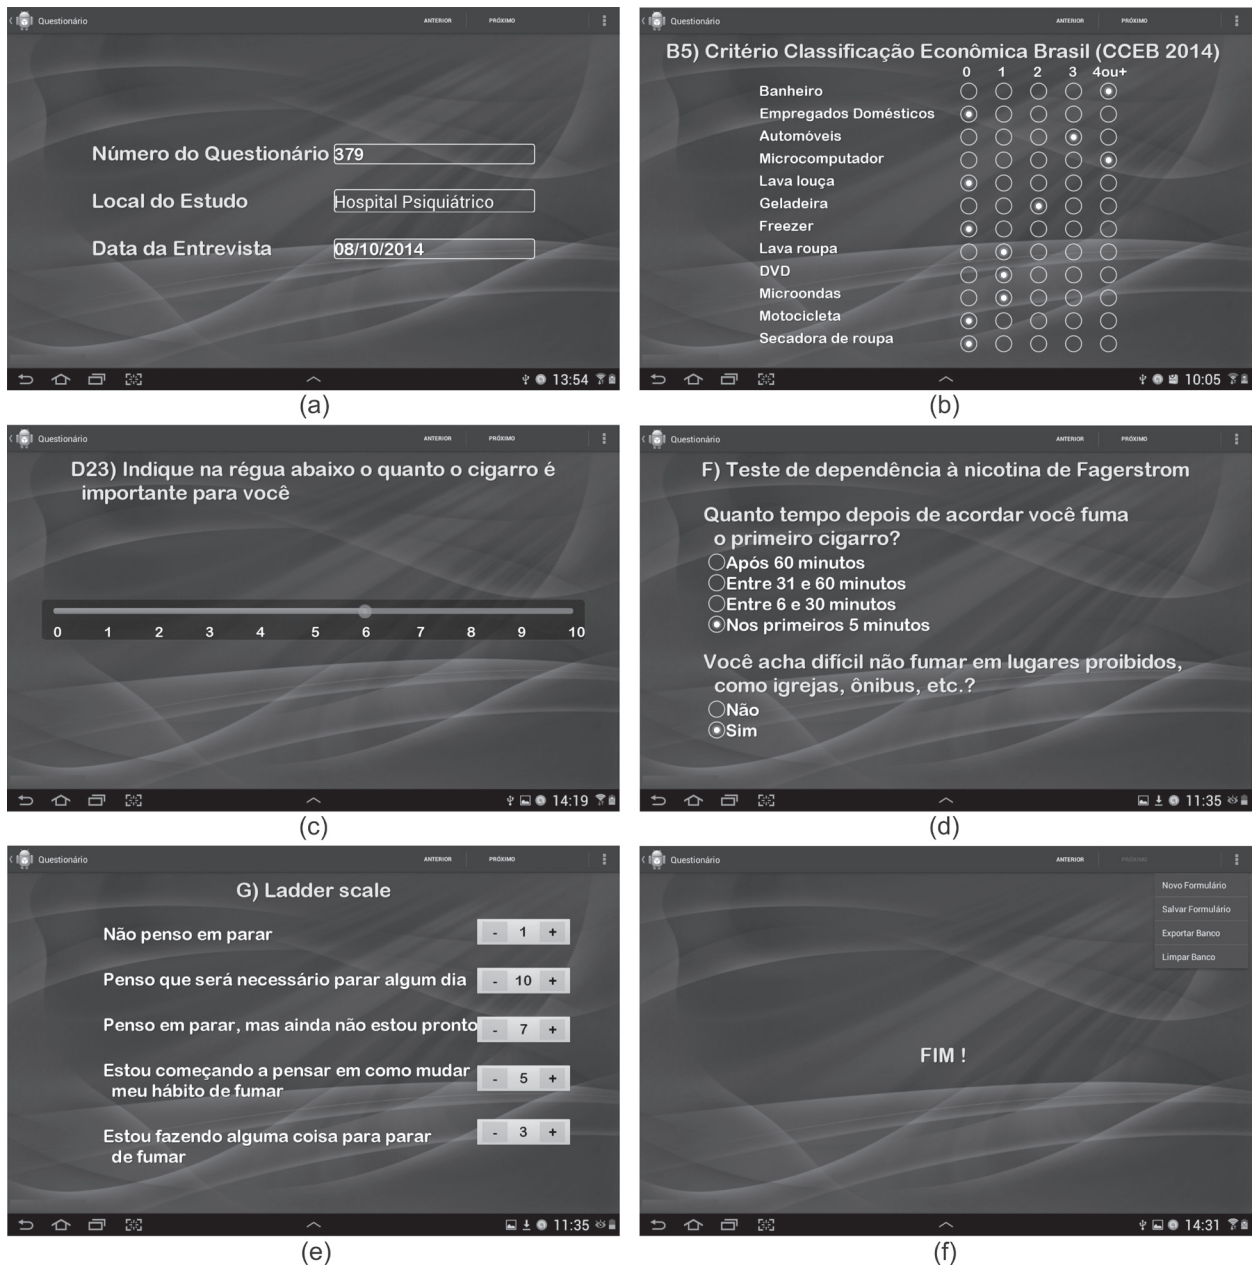 Questionário ANTERIOR PRÓXIMO
Número do Questionário 379
Local do Estudo Hospital Psiquiátrico
Data da Entrevista 08/10/2014
13:54
(a)
Questionário ANTERIOR PRÓXIMO
B5) Critério Classificação Econômica Brasil (CCEB 2014)
0 1 2 3 4ou+
Banheiro
Empregados Domésticos
Automóveis
Microcomputador
Lava louça
Geladeira
Freezer
Lava roupa
DVD
Microondas
Motocicleta
Secadora de roupa
10:05
(b)
Questionário ANTERIOR PRÓXIMO
D23) Indique na régua abaixo o quanto o cigarro é
importante para você
0 1 2 3 4 5 6 7 8 9 10
14:19
(c)
Questionário ANTERIOR PRÓXIMO
F) Teste de dependência à nicotina de Fagerstrom
Quanto tempo depois de acordar você fuma
o primeiro cigarro?
Após 60 minutos
Entre 31 e 60 minutos
Entre 6 e 30 minutos
Nos primeiros 5 minutos
Você acha difícil não fumar em lugares proibidos,
como igrejas, ônibus, etc.?
Não
Sim
11:35
(d)
Questionário ANTERIOR PRÓXIMO
G) Ladder scale
Não penso em parar - 1 +
Penso que será necessário parar algum dia - 10 +
Penso em parar, mas ainda não estou pronto - 7 +
Estou começando a pensar em como mudar
meu hábito de fumar - 5 +
Estou fazendo alguma coisa para parar
de fumar - 3 +
11:35
(e)
Questionário ANTERIOR PRÓXIMO
Novo Formulário
Salvar Formulário
Exportar Banco
Limpar Banco
FIM !
14:31
(f)